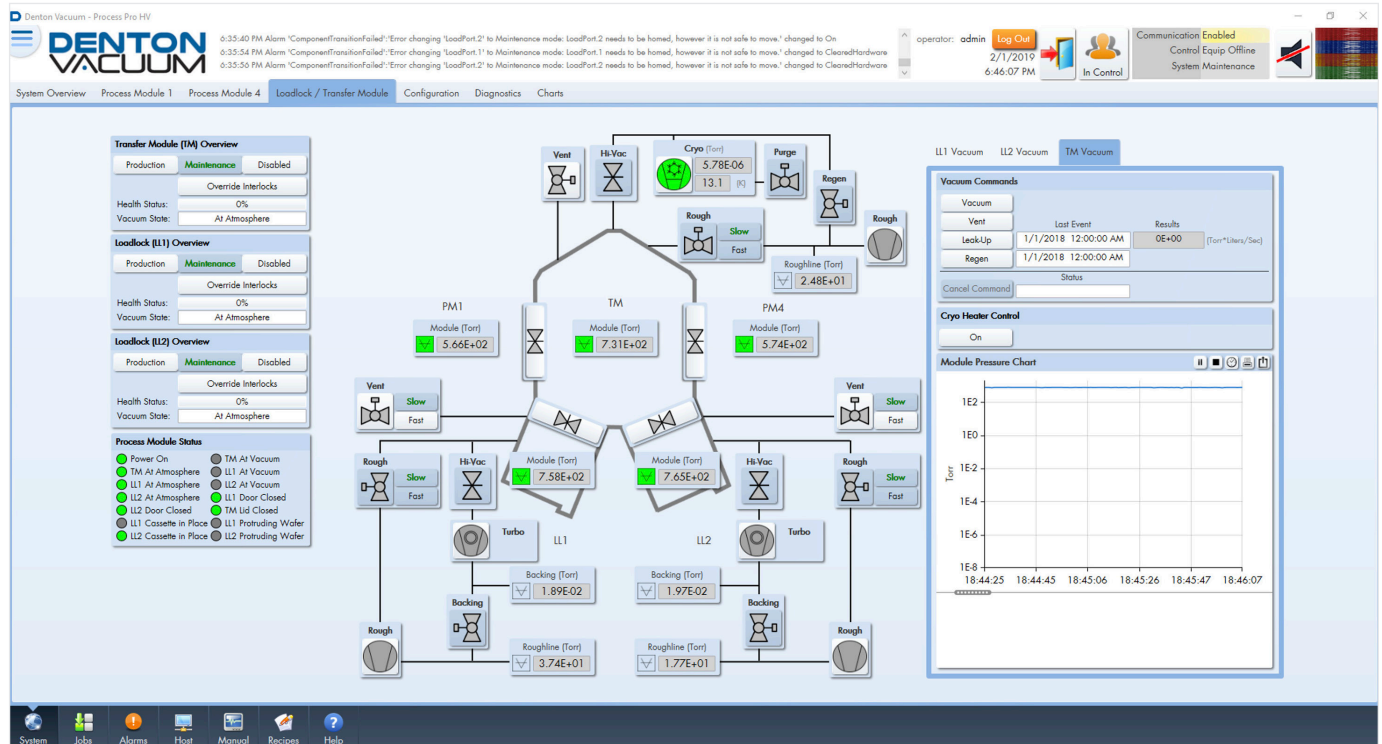 Denton Vacuum - Process Pro HV
DENTON
VACUUM
6:35:40 PM Alarm 'ComponentTransitionFailed':'Error changing 'LoadPort.2' to Maintenance mode: LoadPort.2 needs to be homed, however it is not safe to move.' changed to On
6:35:54 PM Alarm 'ComponentTransitionFailed':'Error changing 'LoadPort.1' to Maintenance mode: LoadPort.1 needs to be homed, however it is not safe to move.' changed to ClearedHardware
6:35:56 PM Alarm 'ComponentTransitionFailed':'Error changing 'LoadPort.2' to Maintenance mode: LoadPort.2 needs to be homed, however it is not safe to move.' changed to ClearedHardware
operator: admin Log Out
2/1/2019
6:46:07 PM
In Control
Communication Enabled
Control Equip Offline
System Maintenance
System Overview Process Module 1 Process Module 4 Loadlock / Transfer Module Configuration Diagnostics Charts
Transfer Module (TM) Overview
Production Maintenance Disabled
Override Interlocks
Health Status: 0%
Vacuum State: At Atmosphere
Loadlock (LL1) Overview
Production Maintenance Disabled
Override Interlocks
Health Status: 0%
Vacuum State: At Atmosphere
Loadlock (LL2) Overview
Production Maintenance Disabled
Override Interlocks
Health Status: 0%
Vacuum State: At Atmosphere
Process Module Status
Power On TM At Vacuum
TM At Atmosphere LL1 At Vacuum
LL1 At Atmosphere LL2 At Vacuum
LL2 At Atmosphere LL1 Door Closed
LL2 Door Closed TM Lid Closed
LL1 Cassette in Place LL1 Protruding Wafer
LL2 Cassette in Place LL2 Protruding Wafer
Vent
Hi-Vac
Cryo (Torr)
5.78E-06
13.1 (K)
Purge
Regen
Rough
Slow
Fast
Rough
Roughline (Torr)
2.48E+01
PM1
Module (Torr)
5.66E+02
TM
Module (Torr)
7.31E+02
PM4
Module (Torr)
5.74E+02
Vent
Slow
Fast
Vent
Slow
Fast
Rough
Slow
Fast
Hi-Vac
Module (Torr)
7.58E+02
Module (Torr)
7.65E+02
Hi-Vac
Rough
Slow
Fast
Turbo
LL1
LL2
Turbo
Backing (Torr)
1.89E-02
Backing (Torr)
1.97E-02
Backing
Backing
Rough
Roughline (Torr)
3.74E+01
Roughline (Torr)
1.77E+01
Rough
LL1 Vacuum LL2 Vacuum TM Vacuum
Vacuum Commands
Vacuum
Vent Last Event Results
Leak-Up 1/1/2018 12:00:00 AM 0E+00 (Torr*Liters/Sec)
Regen 1/1/2018 12:00:00 AM
Status
Cancel Command
Cryo Heater Control
On
Module Pressure Chart
Torr
1E2
1E0
1E-2
1E-4
1E-6
1E-8
18:44:25 18:44:45 18:45:06 18:45:26 18:45:47 18:46:07
System Jobs Alarms Host Manual Recipes Help